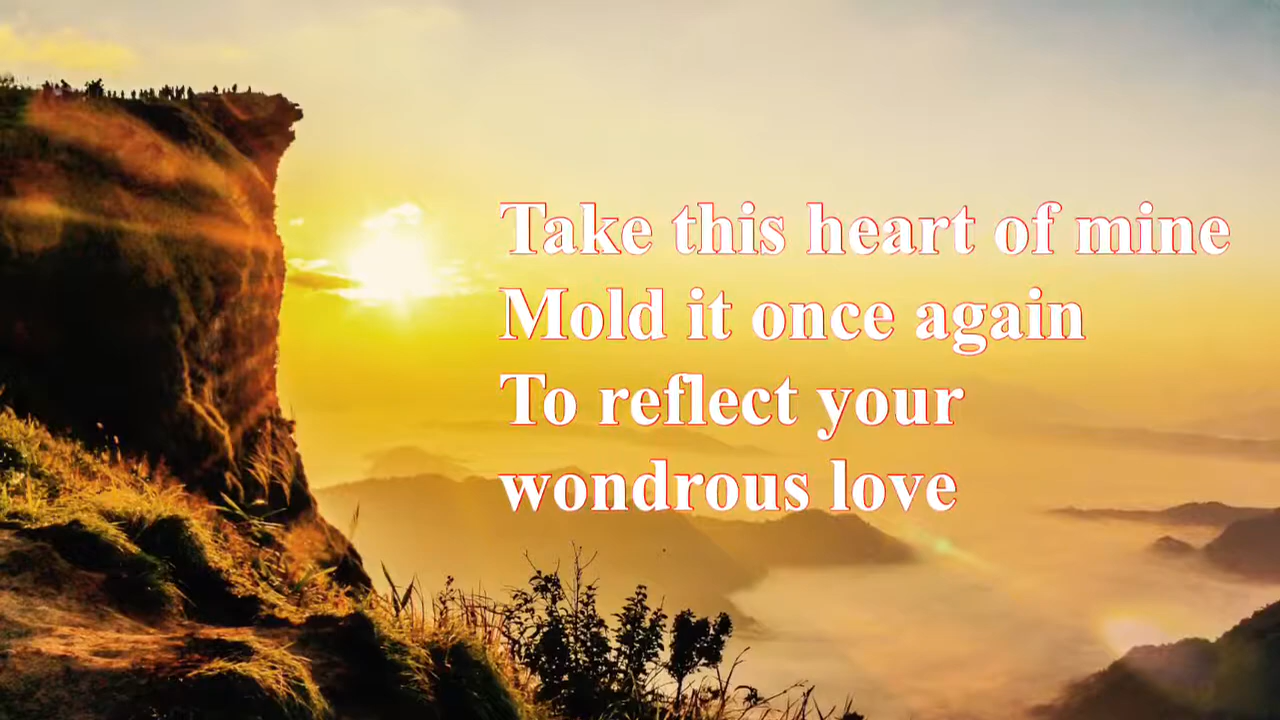 Take this heart of mine
Mold it once again
To reflect your
wondrous love